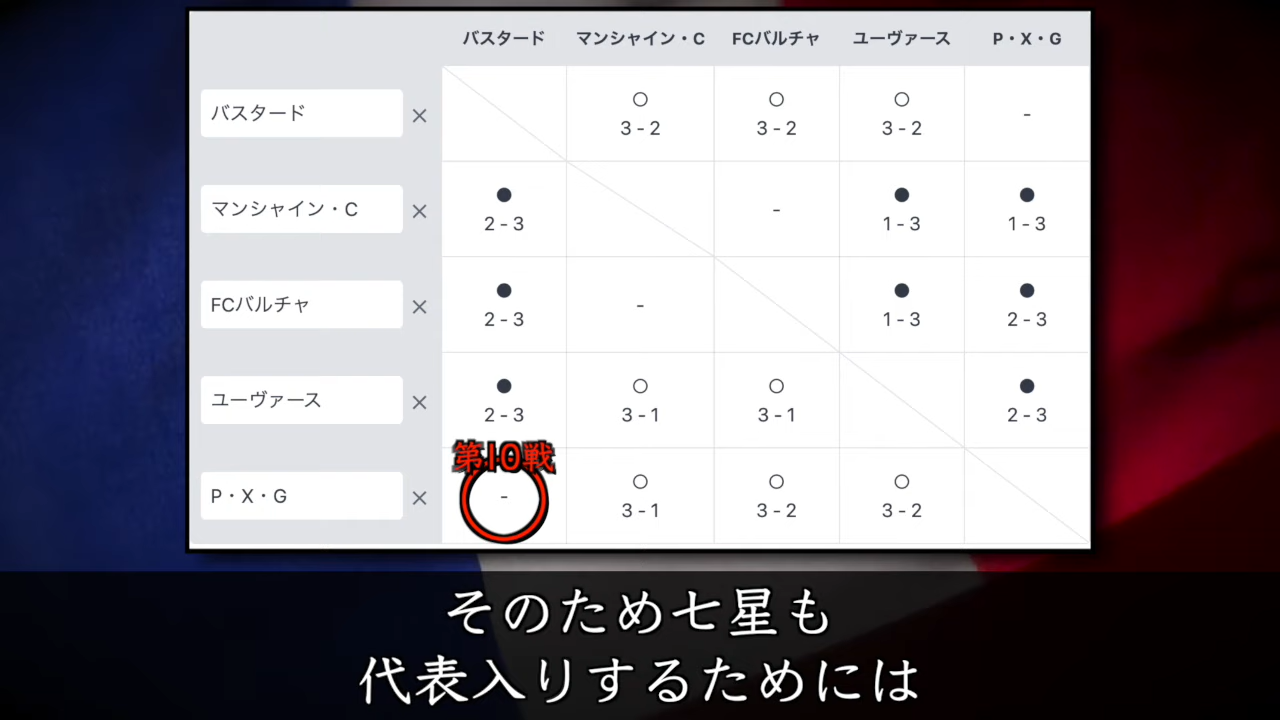 バスタード マンシャイン・C FCバルチャ ユーヴァース P・X・G
バスタード × ○ ○ ○
3 - 2 3 - 2 3 - 2 -
マンシャイン・C × ● - ● ●
2 - 3 1 - 3 1 - 3
FCバルチャ × ● - ● ●
2 - 3 1 - 3 2 - 3
ユーヴァース × ● ○ ○ ●
2 - 3 3 - 1 3 - 1 2 - 3
第10戦
P・X・G × - ○ ○ ○
3 - 1 3 - 2 3 - 2
そのため七星も
代表入りするためには